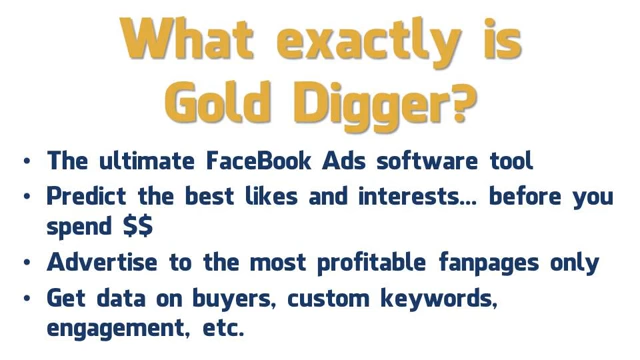 What exactly is
Gold Digger?
• The ultimate FaceBook Ads software tool
• Predict the best likes and interests... before you
spend $$
• Advertise to the most profitable fanpages only
• Get data on buyers, custom keywords,
engagement, etc.